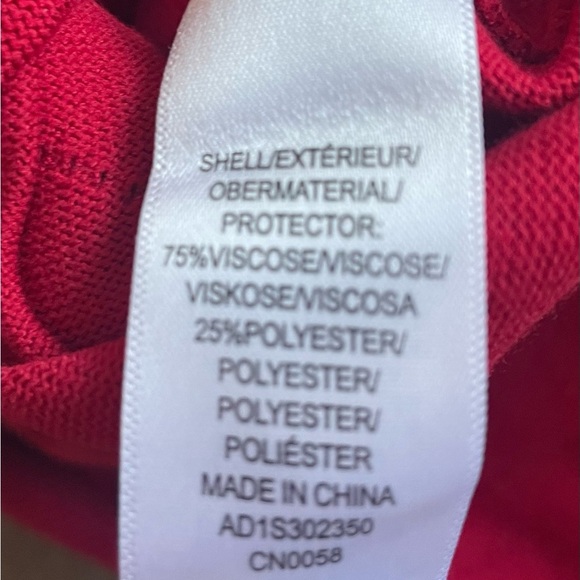 SHELL/EXTÉRIEUR/
OBERMATERIAL/
PROTECTOR:
75%VISCOSE/VISCOSE/
VISKOSE/VISCOSA
25%POLYESTER/
POLYESTER/
POLYESTER/
POLIÉSTER
MADE IN CHINA
AD1S302350
CN0058